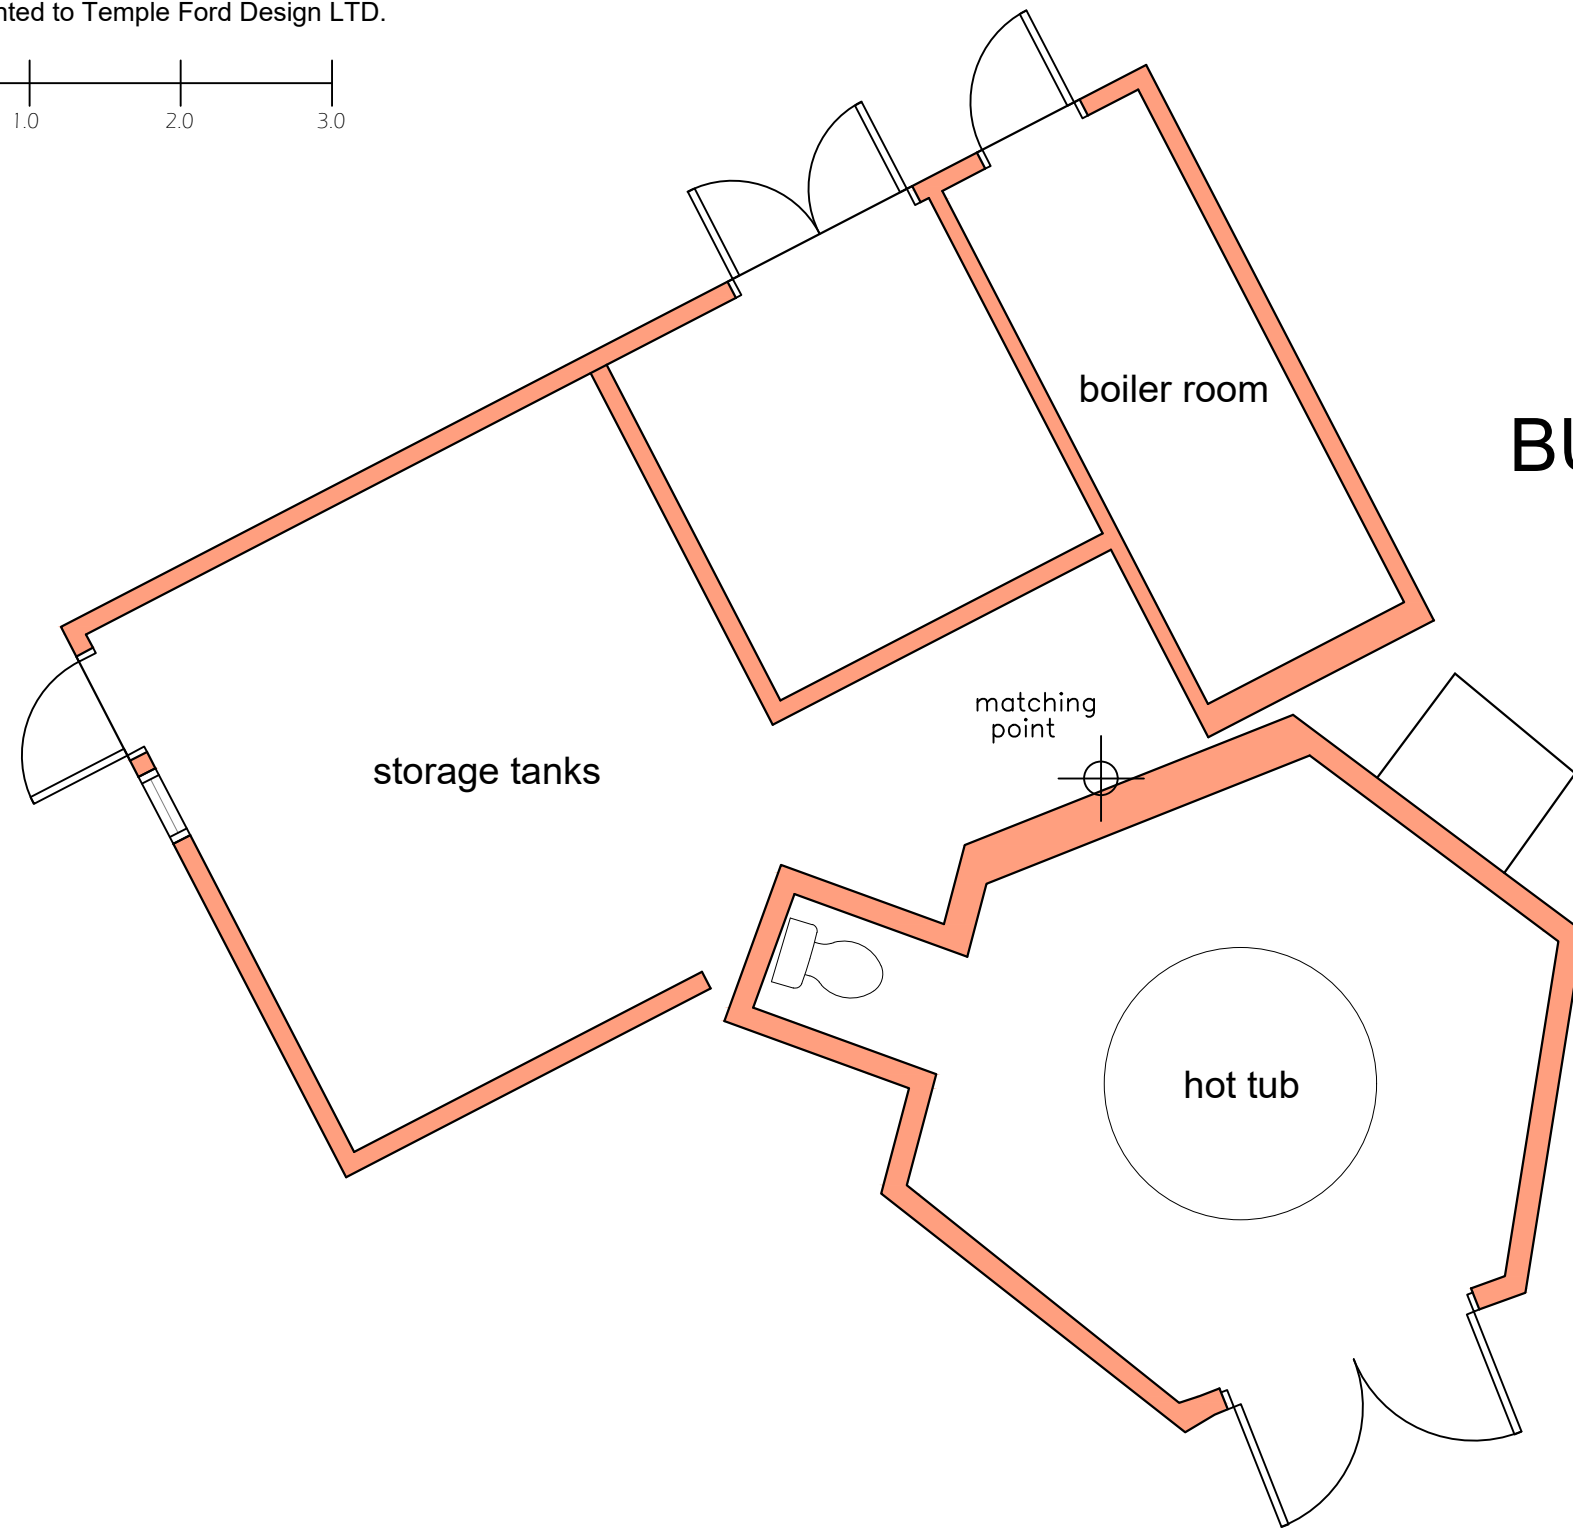 nted to Temple Ford Design LTD.
1.0 2.0 3.0
boiler room
BU
matching
point
storage tanks
hot tub